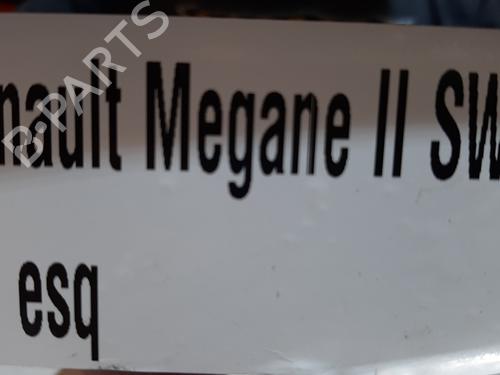 B-PARTS
nault Megane II SW
esq